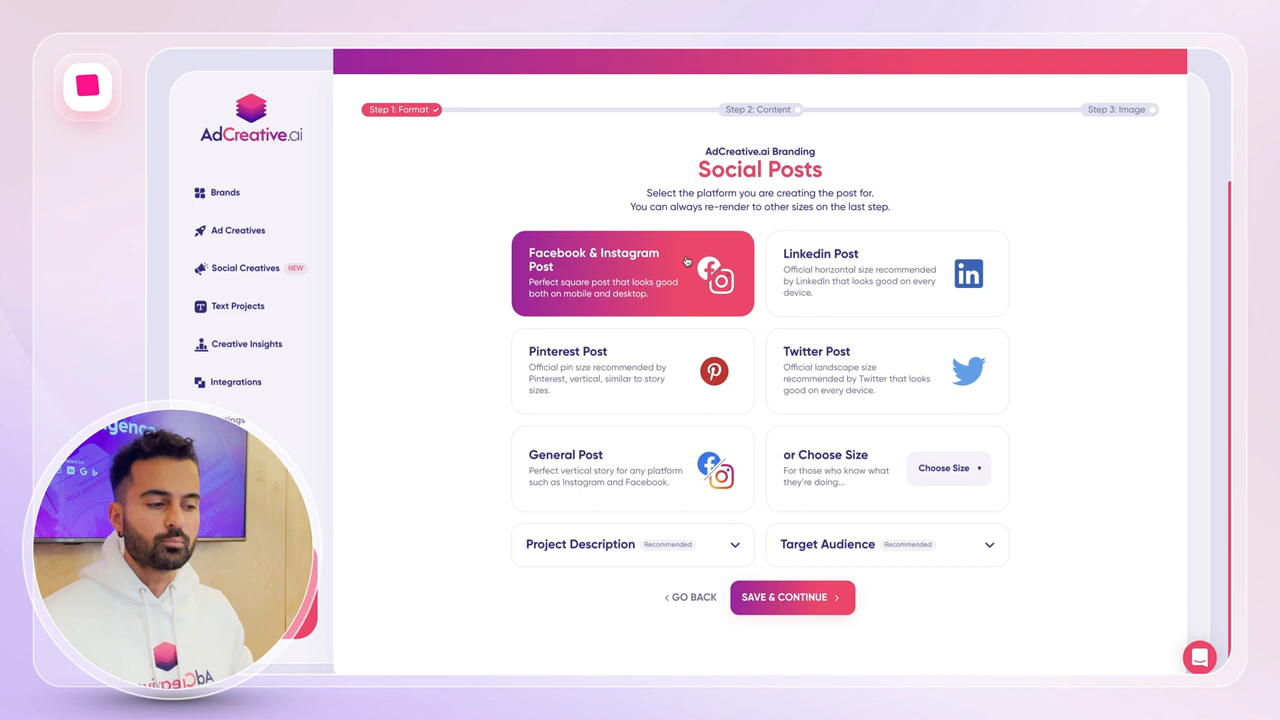 AdCreative.ai
Brands
Ad Creatives
Social Creatives NEW
Text Projects
Creative Insights
Integrations
Step 1: Format
Step 2: Content
Step 3: Image
AdCreative.ai Branding
Social Posts
Select the platform you are creating the post for.
You can always re-render to other sizes on the last step.
Facebook & Instagram
Post
Perfect square post that looks good
both on mobile and desktop.
Linkedin Post
Official horizontal size recommended
by LinkedIn that looks good on every
device.
in
Pinterest Post
Official pin size recommended by
Pinterest, vertical, similar to story
sizes.
Twitter Post
Official landscape size
recommended by Twitter that looks
good on every device.
General Post
Perfect vertical story for any platform
such as Instagram and Facebook.
or Choose Size
For those who know what
they're doing...
Choose Size
Project Description Recommended
Target Audience Recommended
GO BACK
SAVE & CONTINUE